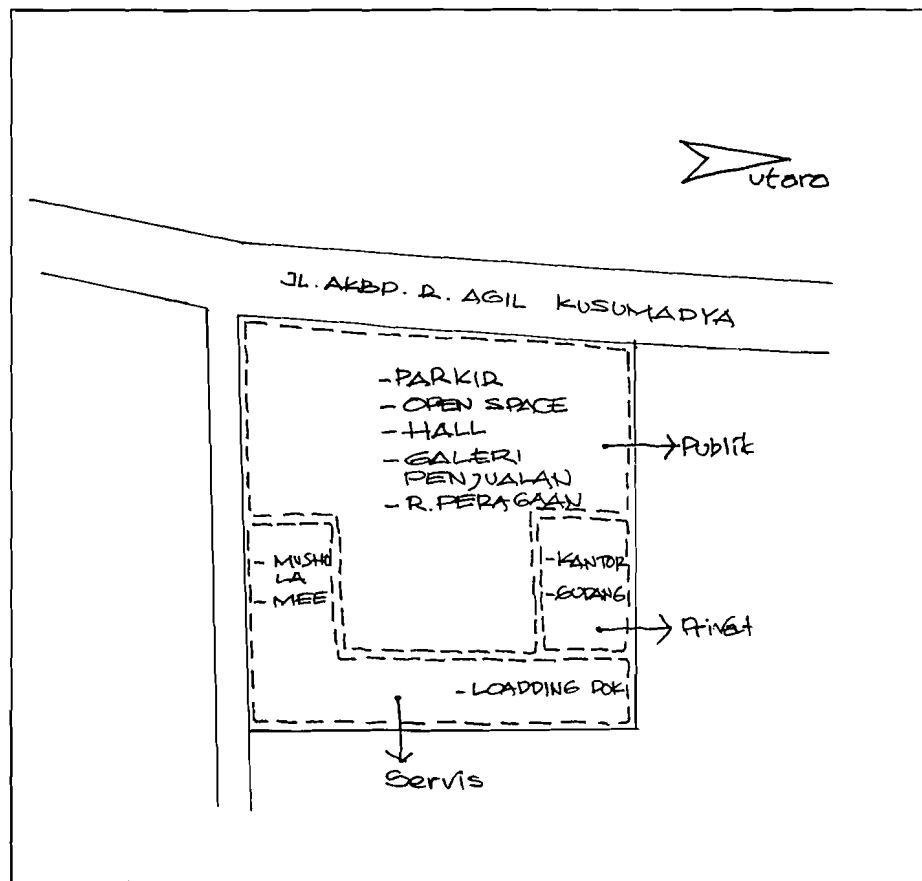 utara
JL. AKBP. R. AGIL KUSUMADYA
- PARKIR
- OPEN SPACE
- HALL
- GALERI
PENJUALAN
- R. PERAGAAN
Publik
- MUSHO
LA
- MEE
- KANTOR
- GUDANG
Privat
- LOADDING DOK
Servis